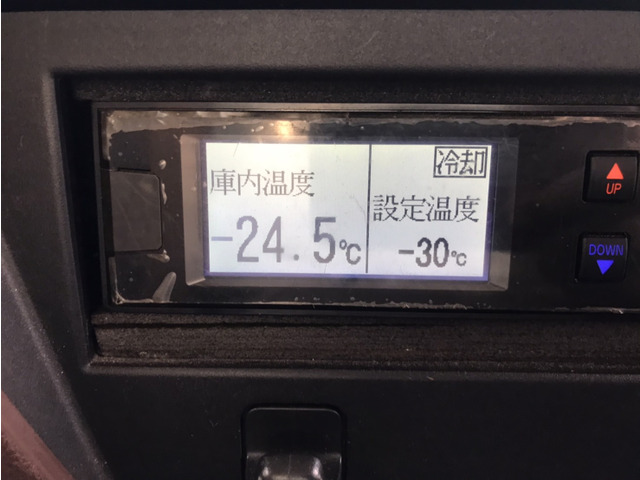 庫内温度
-24.5℃
冷却
設定温度
-30℃
UP
DOWN